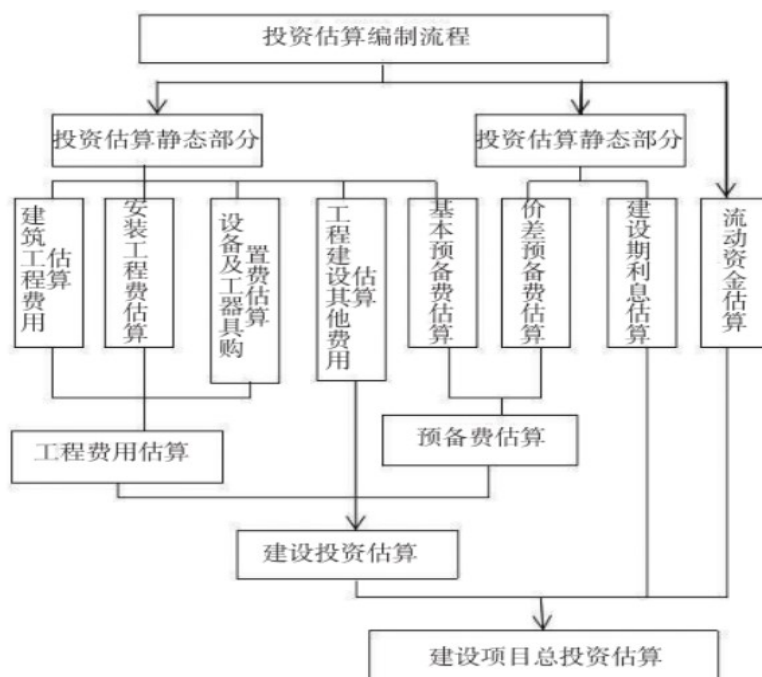 投资估算编制流程
投资估算静态部分
投资估算静态部分
建筑工程费用
估算
安装工程费估算
设备及工器具购
置费估算
工程建设其他费用
估算
基本预备费估算
价差预备费估算
建设期利息估算
流动资金估算
工程费用估算
预备费估算
建设投资估算
建设项目总投资估算